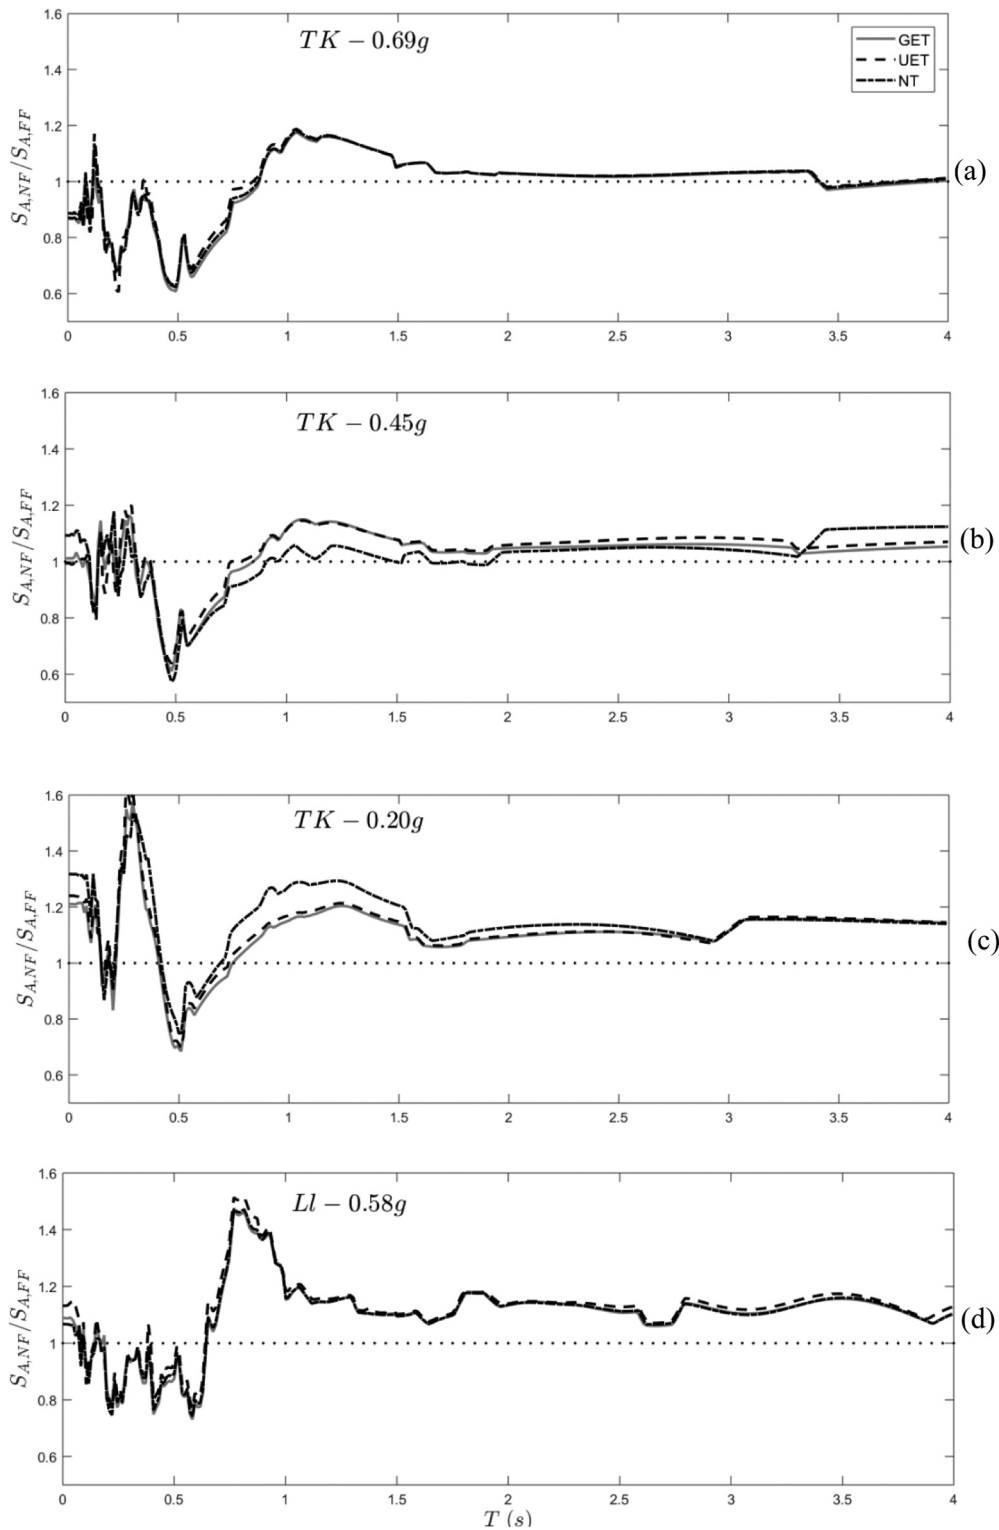 TK − 0.69g
GET
UET
NT
1.6
1.4
1.2
1
0.8
0.6
S_{A,NF}/S_{A,FF}
(a)
0 0.5 1 1.5 2 2.5 3 3.5 4
TK − 0.45g
1.6
1.4
1.2
1
0.8
0.6
S_{A,NF}/S_{A,FF}
(b)
0 0.5 1 1.5 2 2.5 3 3.5 4
TK − 0.20g
1.6
1.4
1.2
1
0.8
0.6
S_{A,NF}/S_{A,FF}
(c)
0 0.5 1 1.5 2 2.5 3 3.5 4
Ll − 0.58g
1.6
1.4
1.2
1
0.8
0.6
S_{A,NF}/S_{A,FF}
(d)
0 0.5 1 1.5 2 2.5 3 3.5 4
T (s)